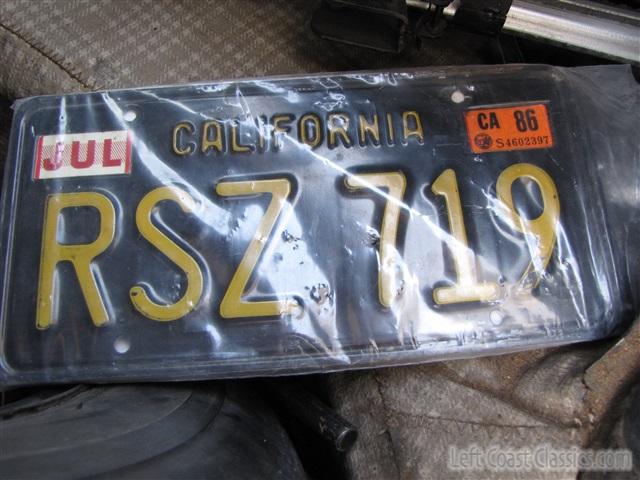 JUL
CALIFORNIA
CA 86
S4602397
RSZ 719
Left Coast Classics.com